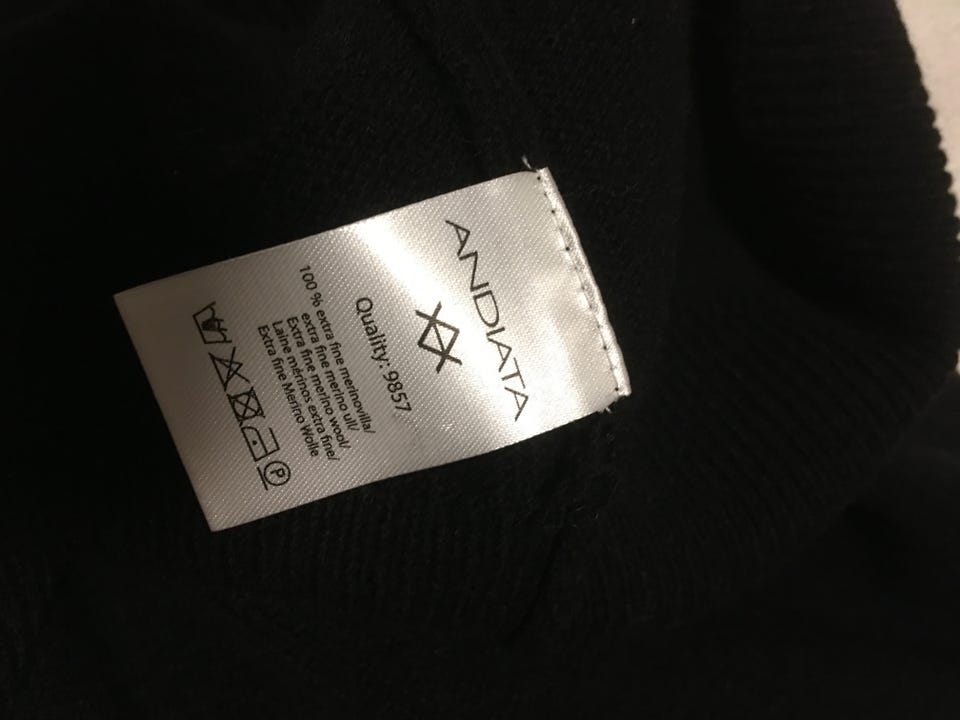 ANDIATA
Quality: 9857
100 % extra fine merinovilla/
extra fine merino ull/
Extra fine merino wool/
Laine mérinos extra fine/
Extra fine Merino Wolle
P